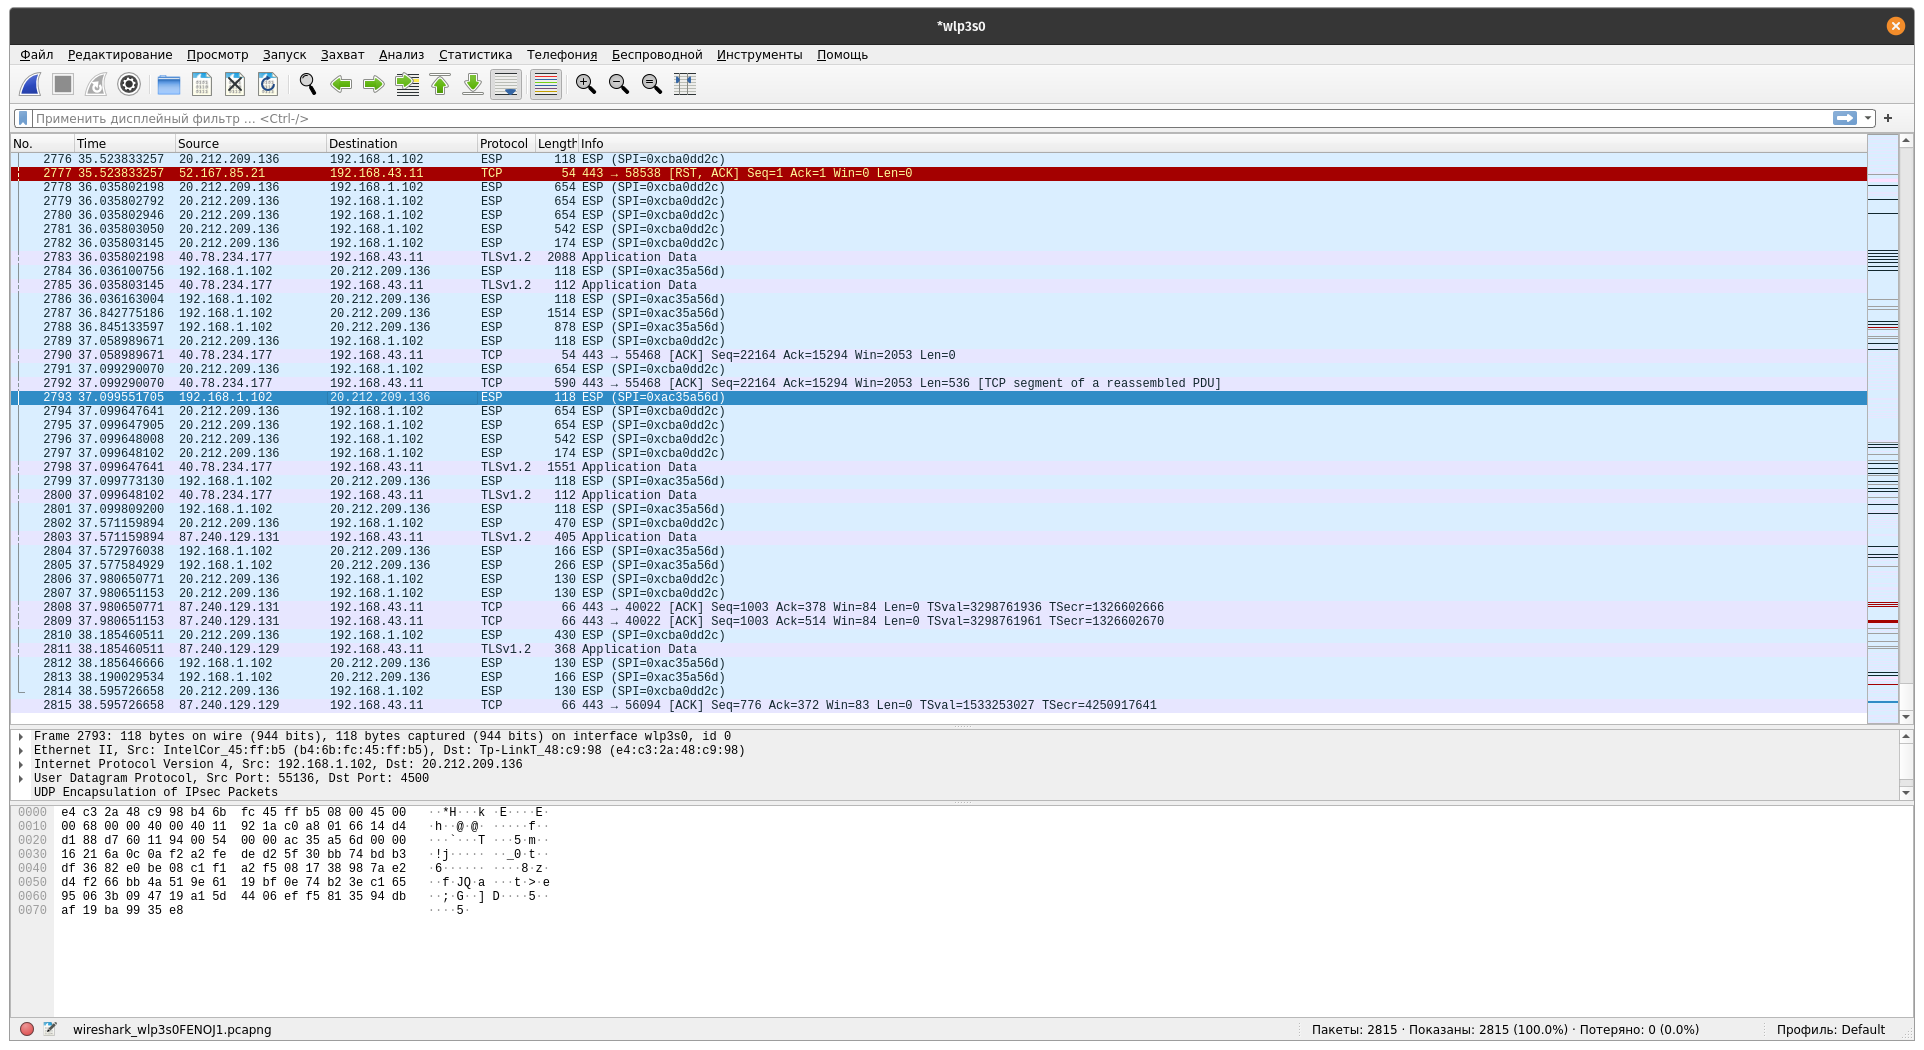 *wlp3s0
Файл Редактирование Просмотр Запуск Захват Анализ Статистика Телефония Беспроводной Инструменты Помощь
Применить дисплейный фильтр ... <Ctrl-/>
No. Time Source Destination Protocol Length Info
2776 35.523833257 20.212.209.136 192.168.1.102 ESP 118 ESP (SPI=0xcba0dd2c)
2777 35.523833257 52.167.85.21 192.168.43.11 TCP 54 443 → 58538 [RST, ACK] Seq=1 Ack=1 Win=0 Len=0
2778 36.035802198 20.212.209.136 192.168.1.102 ESP 654 ESP (SPI=0xcba0dd2c)
2779 36.035802792 20.212.209.136 192.168.1.102 ESP 654 ESP (SPI=0xcba0dd2c)
2780 36.035802946 20.212.209.136 192.168.1.102 ESP 654 ESP (SPI=0xcba0dd2c)
2781 36.035803050 20.212.209.136 192.168.1.102 ESP 542 ESP (SPI=0xcba0dd2c)
2782 36.035803145 20.212.209.136 192.168.1.102 ESP 174 ESP (SPI=0xcba0dd2c)
2783 36.035802198 40.78.234.177 192.168.43.11 TLSv1.2 2088 Application Data
2784 36.036100756 192.168.1.102 20.212.209.136 ESP 118 ESP (SPI=0xac35a56d)
2785 36.035803145 40.78.234.177 192.168.43.11 TLSv1.2 112 Application Data
2786 36.036163004 192.168.1.102 20.212.209.136 ESP 118 ESP (SPI=0xac35a56d)
2787 36.842775186 192.168.1.102 20.212.209.136 ESP 1514 ESP (SPI=0xac35a56d)
2788 36.845133597 192.168.1.102 20.212.209.136 ESP 878 ESP (SPI=0xac35a56d)
2789 37.058989671 20.212.209.136 192.168.1.102 ESP 118 ESP (SPI=0xcba0dd2c)
2790 37.058989671 40.78.234.177 192.168.43.11 TCP 54 443 → 55468 [ACK] Seq=22164 Ack=15294 Win=2053 Len=0
2791 37.099290070 20.212.209.136 192.168.1.102 ESP 654 ESP (SPI=0xcba0dd2c)
2792 37.099290070 40.78.234.177 192.168.43.11 TCP 590 443 → 55468 [ACK] Seq=22164 Ack=15294 Win=2053 Len=536 [TCP segment of a reassembled PDU]
2793 37.099551705 192.168.1.102 20.212.209.136 ESP 118 ESP (SPI=0xac35a56d)
2794 37.099647641 20.212.209.136 192.168.1.102 ESP 654 ESP (SPI=0xcba0dd2c)
2795 37.099647905 20.212.209.136 192.168.1.102 ESP 654 ESP (SPI=0xcba0dd2c)
2796 37.099648008 20.212.209.136 192.168.1.102 ESP 542 ESP (SPI=0xcba0dd2c)
2797 37.099648102 20.212.209.136 192.168.1.102 ESP 174 ESP (SPI=0xcba0dd2c)
2798 37.099647641 40.78.234.177 192.168.43.11 TLSv1.2 1551 Application Data
2799 37.099773130 192.168.1.102 20.212.209.136 ESP 118 ESP (SPI=0xac35a56d)
2800 37.099648102 40.78.234.177 192.168.43.11 TLSv1.2 112 Application Data
2801 37.099809200 192.168.1.102 20.212.209.136 ESP 118 ESP (SPI=0xac35a56d)
2802 37.571159894 20.212.209.136 192.168.1.102 ESP 470 ESP (SPI=0xcba0dd2c)
2803 37.571159894 87.240.129.131 192.168.43.11 TLSv1.2 405 Application Data
2804 37.572976038 192.168.1.102 20.212.209.136 ESP 166 ESP (SPI=0xac35a56d)
2805 37.577584929 192.168.1.102 20.212.209.136 ESP 266 ESP (SPI=0xac35a56d)
2806 37.980650771 20.212.209.136 192.168.1.102 ESP 130 ESP (SPI=0xcba0dd2c)
2807 37.980651153 20.212.209.136 192.168.1.102 ESP 130 ESP (SPI=0xcba0dd2c)
2808 37.980650771 87.240.129.131 192.168.43.11 TCP 66 443 → 40022 [ACK] Seq=1003 Ack=378 Win=84 Len=0 TSval=3298761936 TSecr=1326602666
2809 37.980651153 87.240.129.131 192.168.43.11 TCP 66 443 → 40022 [ACK] Seq=1003 Ack=514 Win=84 Len=0 TSval=3298761961 TSecr=1326602670
2810 38.185460511 20.212.209.136 192.168.1.102 ESP 430 ESP (SPI=0xcba0dd2c)
2811 38.185460511 87.240.129.129 192.168.43.11 TLSv1.2 368 Application Data
2812 38.185646666 192.168.1.102 20.212.209.136 ESP 130 ESP (SPI=0xac35a56d)
2813 38.190029534 192.168.1.102 20.212.209.136 ESP 166 ESP (SPI=0xac35a56d)
2814 38.595726658 20.212.209.136 192.168.1.102 ESP 130 ESP (SPI=0xcba0dd2c)
2815 38.595726658 87.240.129.129 192.168.43.11 TCP 66 443 → 56094 [ACK] Seq=776 Ack=372 Win=83 Len=0 TSval=1533253027 TSecr=4250917641
Frame 2793: 118 bytes on wire (944 bits), 118 bytes captured (944 bits) on interface wlp3s0, id 0
Ethernet II, Src: IntelCor_45:ff:b5 (b4:6b:fc:45:ff:b5), Dst: Tp-LinkT_48:c9:98 (e4:c3:2a:48:c9:98)
Internet Protocol Version 4, Src: 192.168.1.102, Dst: 20.212.209.136
User Datagram Protocol, Src Port: 55136, Dst Port: 4500
UDP Encapsulation of IPsec Packets
0000 e4 c3 2a 48 c9 98 b4 6b fc 45 ff b5 08 00 45 00 ··*H···k ·E····E·
0010 00 68 00 00 40 00 40 11 92 1a c0 a8 01 66 14 d4 ·h··@·@· ·····f··
0020 d1 88 d7 60 11 94 00 54 00 00 ac 35 a5 6d 00 00 ···`···T ···5·m··
0030 16 21 6a 0c 0a f2 a2 fe de d2 5f 30 bb 74 bd b3 ·!j····· ··_0·t··
0040 df 36 82 e0 be 08 c1 f1 a2 f5 08 17 38 98 7a e2 ·6······ ····8·z·
0050 d4 f2 66 bb 4a 51 9e 61 19 bf 0e 74 b2 3e c1 65 ··f·JQ·a ···t·>·e
0060 95 06 3b 09 47 19 a1 5d 44 06 ef f5 81 35 94 db ··;·G··] D····5··
0070 af 19 ba 99 35 e8 ····5·
wireshark_wlp3s0FENOJ1.pcapng Пакеты: 2815 · Показаны: 2815 (100.0%) · Потеряно: 0 (0.0%) Профиль: Default